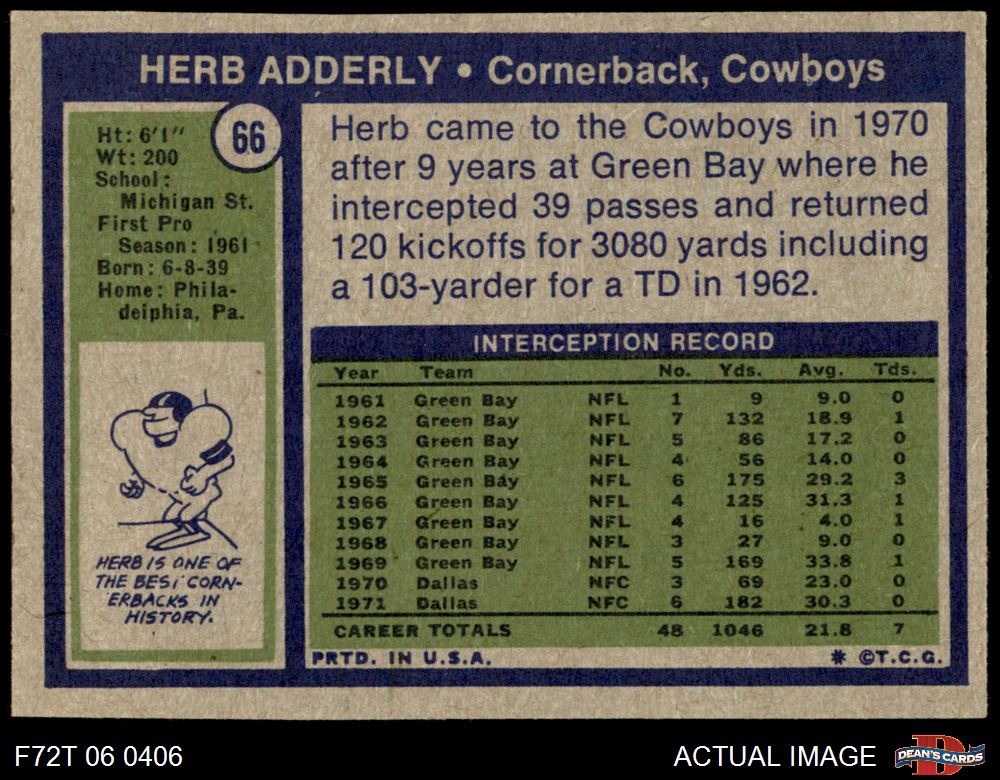 HERB ADDERLY • Cornerback, Cowboys
66
Ht: 6'1"
Wt: 200
School:
Michigan St.
First Pro
Season: 1961
Born: 6-8-39
Home: Phila-
delphia, Pa.
HERB IS ONE OF
THE BEST CORN-
ERBACKS IN
HISTORY.
Herb came to the Cowboys in 1970
after 9 years at Green Bay where he
intercepted 39 passes and returned
120 kickoffs for 3080 yards including
a 103-yarder for a TD in 1962.
INTERCEPTION RECORD
Year Team No. Yds. Avg. Tds.
1961 Green Bay NFL 1 9 9.0 0
1962 Green Bay NFL 7 132 18.9 1
1963 Green Bay NFL 5 86 17.2 0
1964 Green Bay NFL 4 56 14.0 0
1965 Green Bay NFL 6 175 29.2 3
1966 Green Bay NFL 4 125 31.3 1
1967 Green Bay NFL 4 16 4.0 1
1968 Green Bay NFL 3 27 9.0 0
1969 Green Bay NFL 5 169 33.8 1
1970 Dallas NFC 3 69 23.0 0
1971 Dallas NFC 6 182 30.3 0
CAREER TOTALS 48 1046 21.8 7
PRTD. IN U.S.A. * ©T.C.G.
F72T 06 0406 ACTUAL IMAGE D DEAN'S CARDS